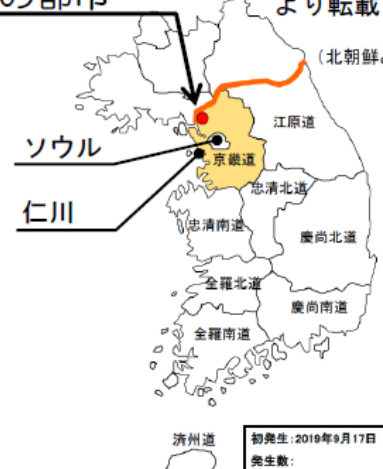 の都市
より転載
（北朝鮮
江原道
ソウル
京畿道
忠清北道
仁川
忠清南道
慶尚北道
全羅北道
慶尚南道
全羅南道
済州道
初発生：2019年9月17日
発生数：